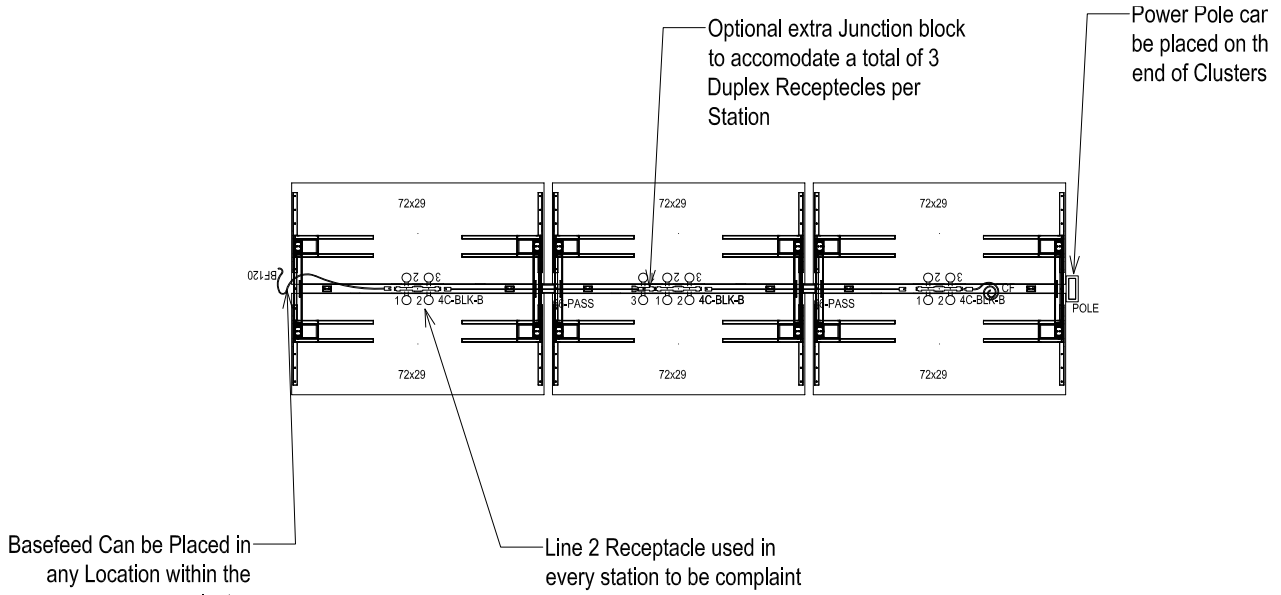 Optional extra Junction block
to accomodate a total of 3
Duplex Receptecles per
Station
Power Pole can
be placed on th
end of Clusters
72x29
72x29
72x29
BF120
2 3
2 3
2 3
1 2 4C-BLK-B
-PASS
3 1 2 4C-BLK-B
-PASS
1 2 4C-BLK-B
CF
POLE
72x29
72x29
72x29
Basefeed Can be Placed in
any Location within the
Line 2 Receptacle used in
every station to be complaint